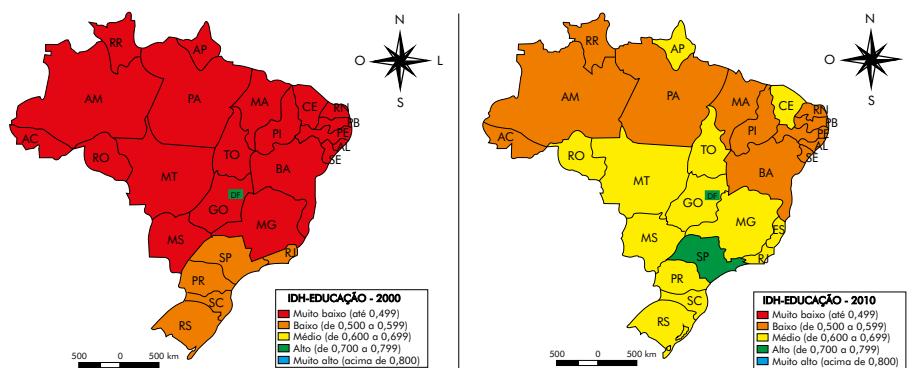 N
O L
S
RR
AP
AM
PA
MA
CE
RN
PB
PE
AL
SE
PI
AC
RO
TO
BA
MT
DF
GO
MG
MS
SP
RJ
PR
SC
RS
500 0 500 km
IDH-EDUCAÇÃO - 2000
Muito baixo (até 0,499)
Baixo (de 0,500 a 0,599)
Médio (de 0,600 a 0,699)
Alto (de 0,700 a 0,799)
Muito alto (acima de 0,800)
N
O L
S
RR
AP
AM
PA
MA
CE
RN
PB
PE
AL
SE
PI
AC
RO
TO
BA
MT
DF
GO
MG
ES
MS
SP
RJ
PR
SC
RS
500 0 500 km
IDH-EDUCAÇÃO - 2010
Muito baixo (até 0,499)
Baixo (de 0,500 a 0,599)
Médio (de 0,600 a 0,699)
Alto (de 0,700 a 0,799)
Muito alto (acima de 0,800)